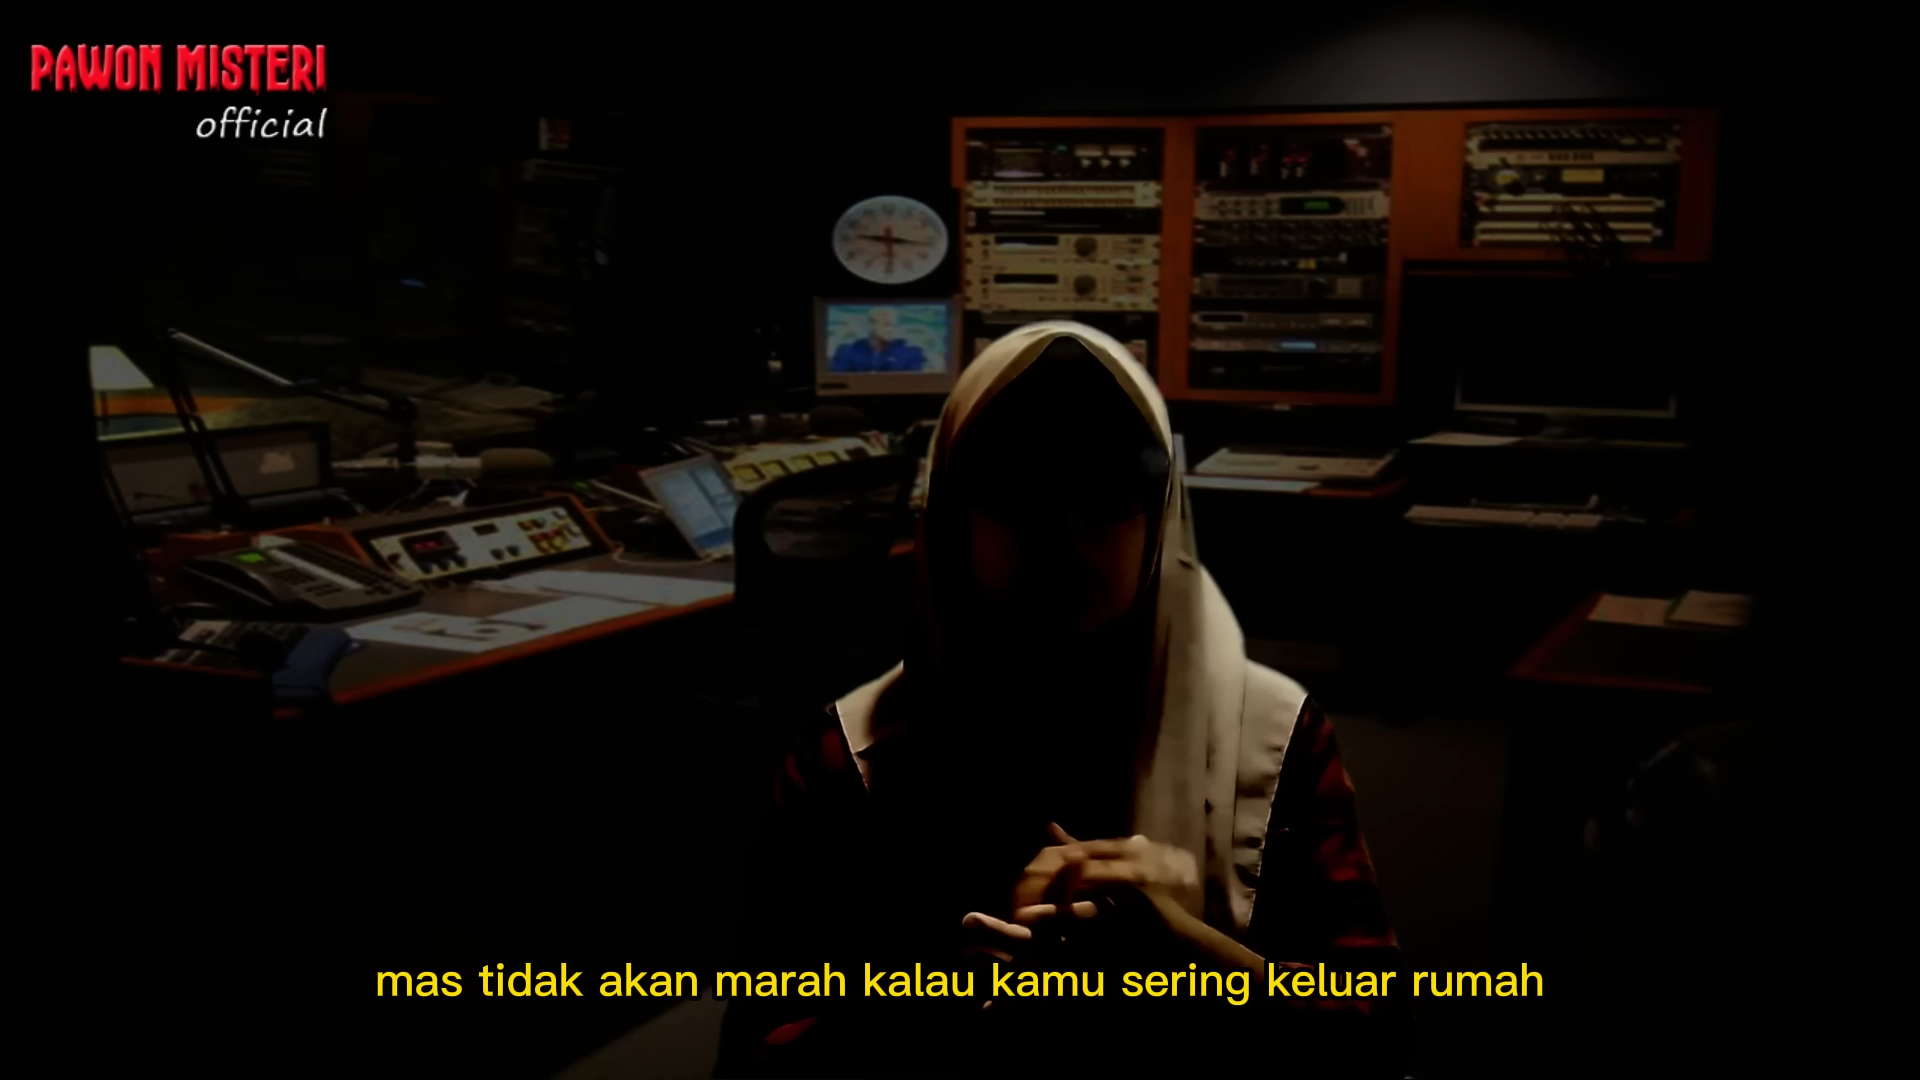 PAWON MISTERI
official
mas tidak akan marah kalau kamu sering keluar rumah